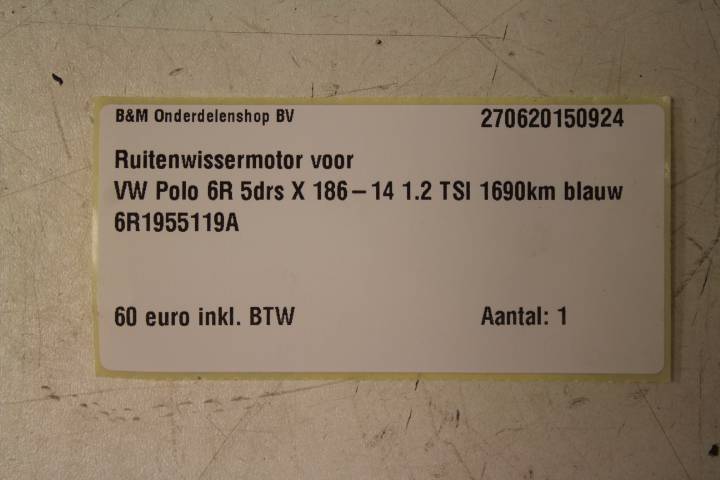 B&M Onderdelenshop BV 270620150924
Ruitenwissermotor voor
VW Polo 6R 5drs X 186-14 1.2 TSI 1690km blauw
6R1955119A
60 euro inkl. BTW Aantal: 1